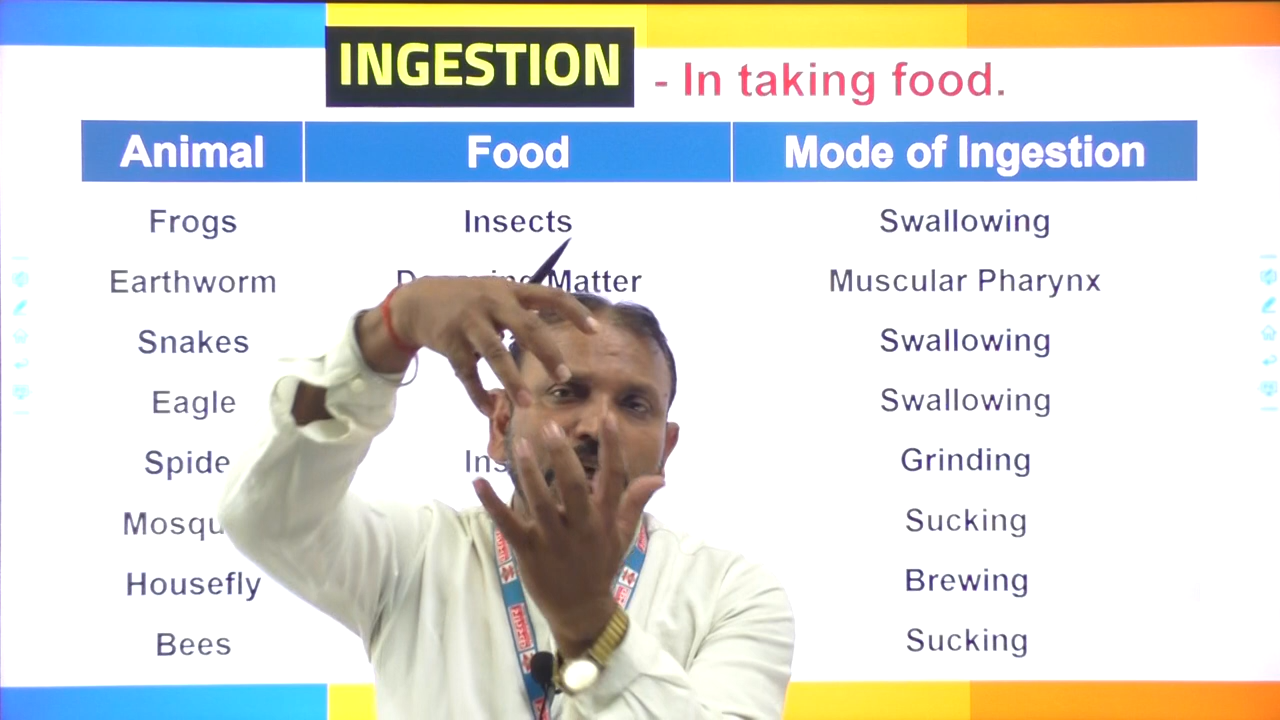 INGESTION - In taking food.
Animal Food Mode of Ingestion
Frogs Insects Swallowing
Earthworm Matter Muscular Pharynx
Snakes Swallowing
Eagle Swallowing
Spide Ins Grinding
Mosqu Sucking
Housefly Brewing
Bees Sucking